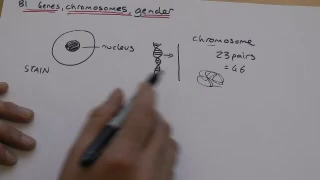 B1 Genes, chromosomes, gender
nucleus
STAIN
chromosome
23 pairs
= 46